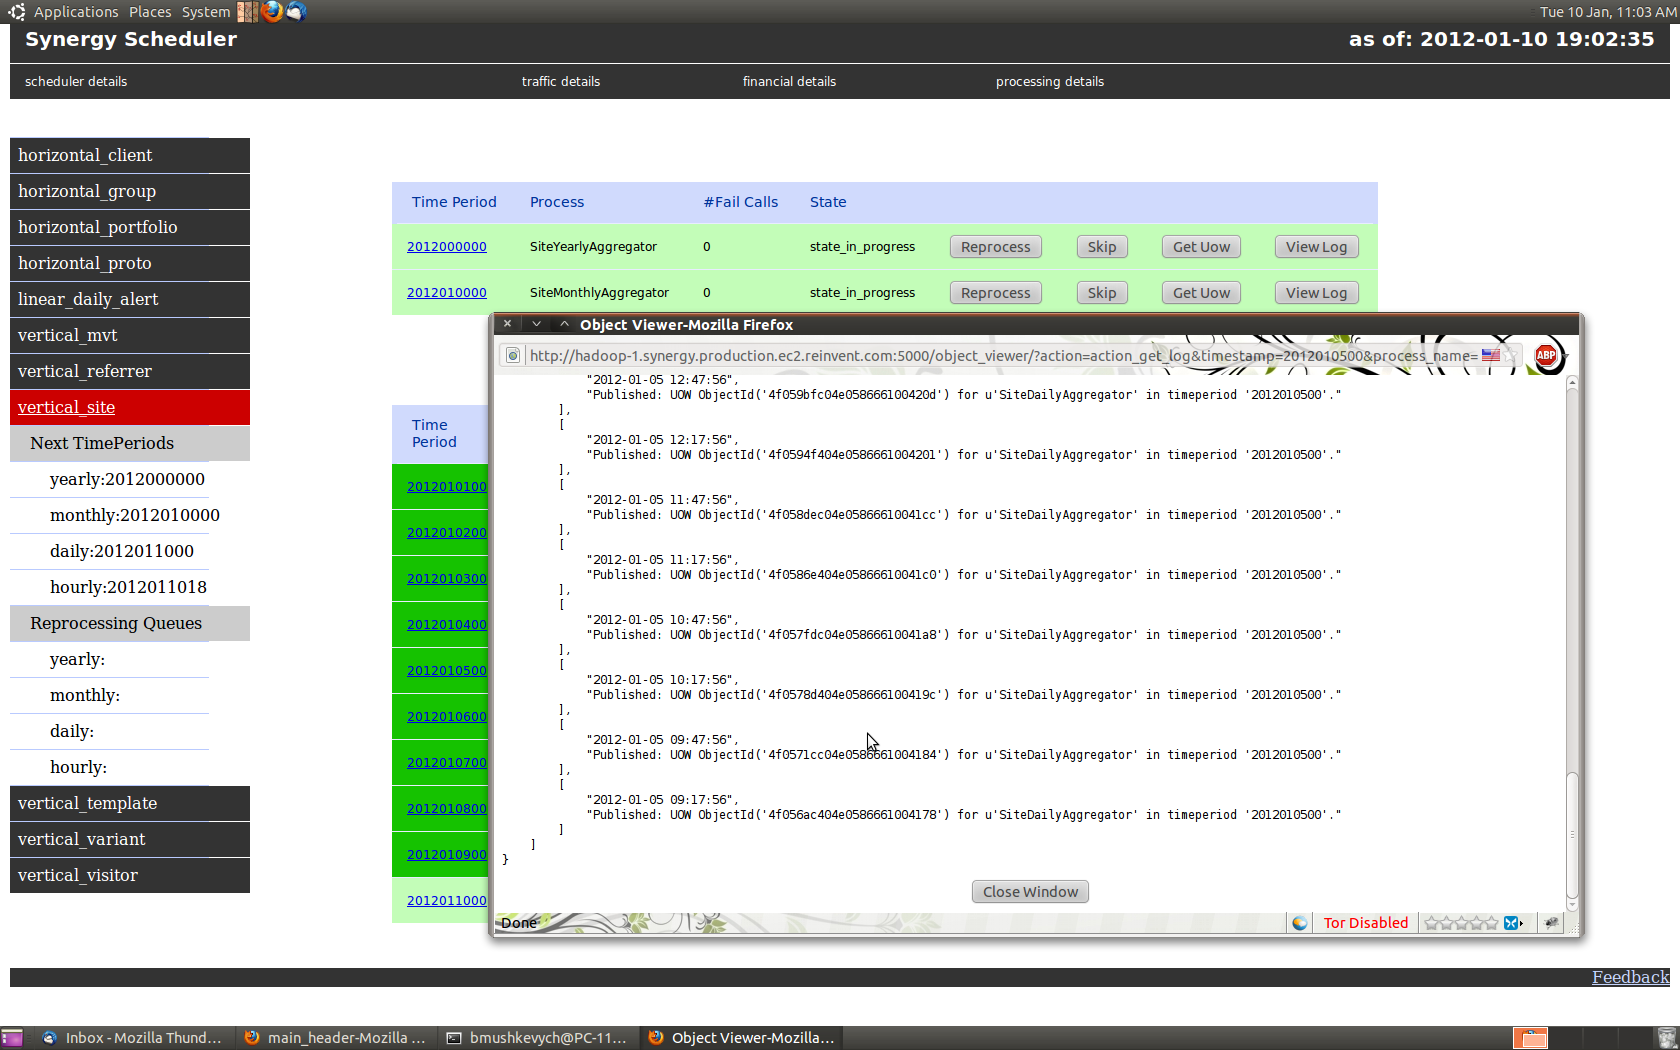 Applications Places System Tue 10 Jan, 11:03 AM
Synergy Scheduler as of: 2012-01-10 19:02:35
scheduler details traffic details financial details processing details
horizontal_client
horizontal_group
horizontal_portfolio
horizontal_proto
linear_daily_alert
vertical_mvt
vertical_referrer
vertical_site
Next TimePeriods
yearly:2012000000
monthly:2012010000
daily:2012011000
hourly:2012011018
Reprocessing Queues
yearly:
monthly:
daily:
hourly:
vertical_template
vertical_variant
vertical_visitor
Time Period Process #Fail Calls State
2012000000 SiteYearlyAggregator 0 state_in_progress Reprocess Skip Get Uow View Log
2012010000 SiteMonthlyAggregator 0 state_in_progress Reprocess Skip Get Uow View Log
Time
Period
2012010100
2012010200
2012010300
2012010400
2012010500
2012010600
2012010700
2012010800
2012010900
2012011000
Object Viewer-Mozilla Firefox
http://hadoop-1.synergy.production.ec2.reinvent.com:5000/object_viewer/?action=action_get_log&timestamp=2012010500&process_name= ABP
"2012-01-05 12:47:56",
"Published: UOW ObjectId('4f059bfc04e058666100420d') for u'SiteDailyAggregator' in timeperiod '2012010500'."
],
[
"2012-01-05 12:17:56",
"Published: UOW ObjectId('4f0594f404e0586661004201') for u'SiteDailyAggregator' in timeperiod '2012010500'."
],
[
"2012-01-05 11:47:56",
"Published: UOW ObjectId('4f058dec04e05866610041cc') for u'SiteDailyAggregator' in timeperiod '2012010500'."
],
[
"2012-01-05 11:17:56",
"Published: UOW ObjectId('4f0586e404e05866610041c0') for u'SiteDailyAggregator' in timeperiod '2012010500'."
],
[
"2012-01-05 10:47:56",
"Published: UOW ObjectId('4f057fdc04e05866610041a8') for u'SiteDailyAggregator' in timeperiod '2012010500'."
],
[
"2012-01-05 10:17:56",
"Published: UOW ObjectId('4f0578d404e058666100419c') for u'SiteDailyAggregator' in timeperiod '2012010500'."
],
[
"2012-01-05 09:47:56",
"Published: UOW ObjectId('4f0571cc04e0586661004184') for u'SiteDailyAggregator' in timeperiod '2012010500'."
],
[
"2012-01-05 09:17:56",
"Published: UOW ObjectId('4f056ac404e0586661004178') for u'SiteDailyAggregator' in timeperiod '2012010500'."
]
]
}
Close Window
Done Tor Disabled
Feedback
Inbox - Mozilla Thund... main_header-Mozilla ... bmushkevych@PC-11... Object Viewer-Mozilla...